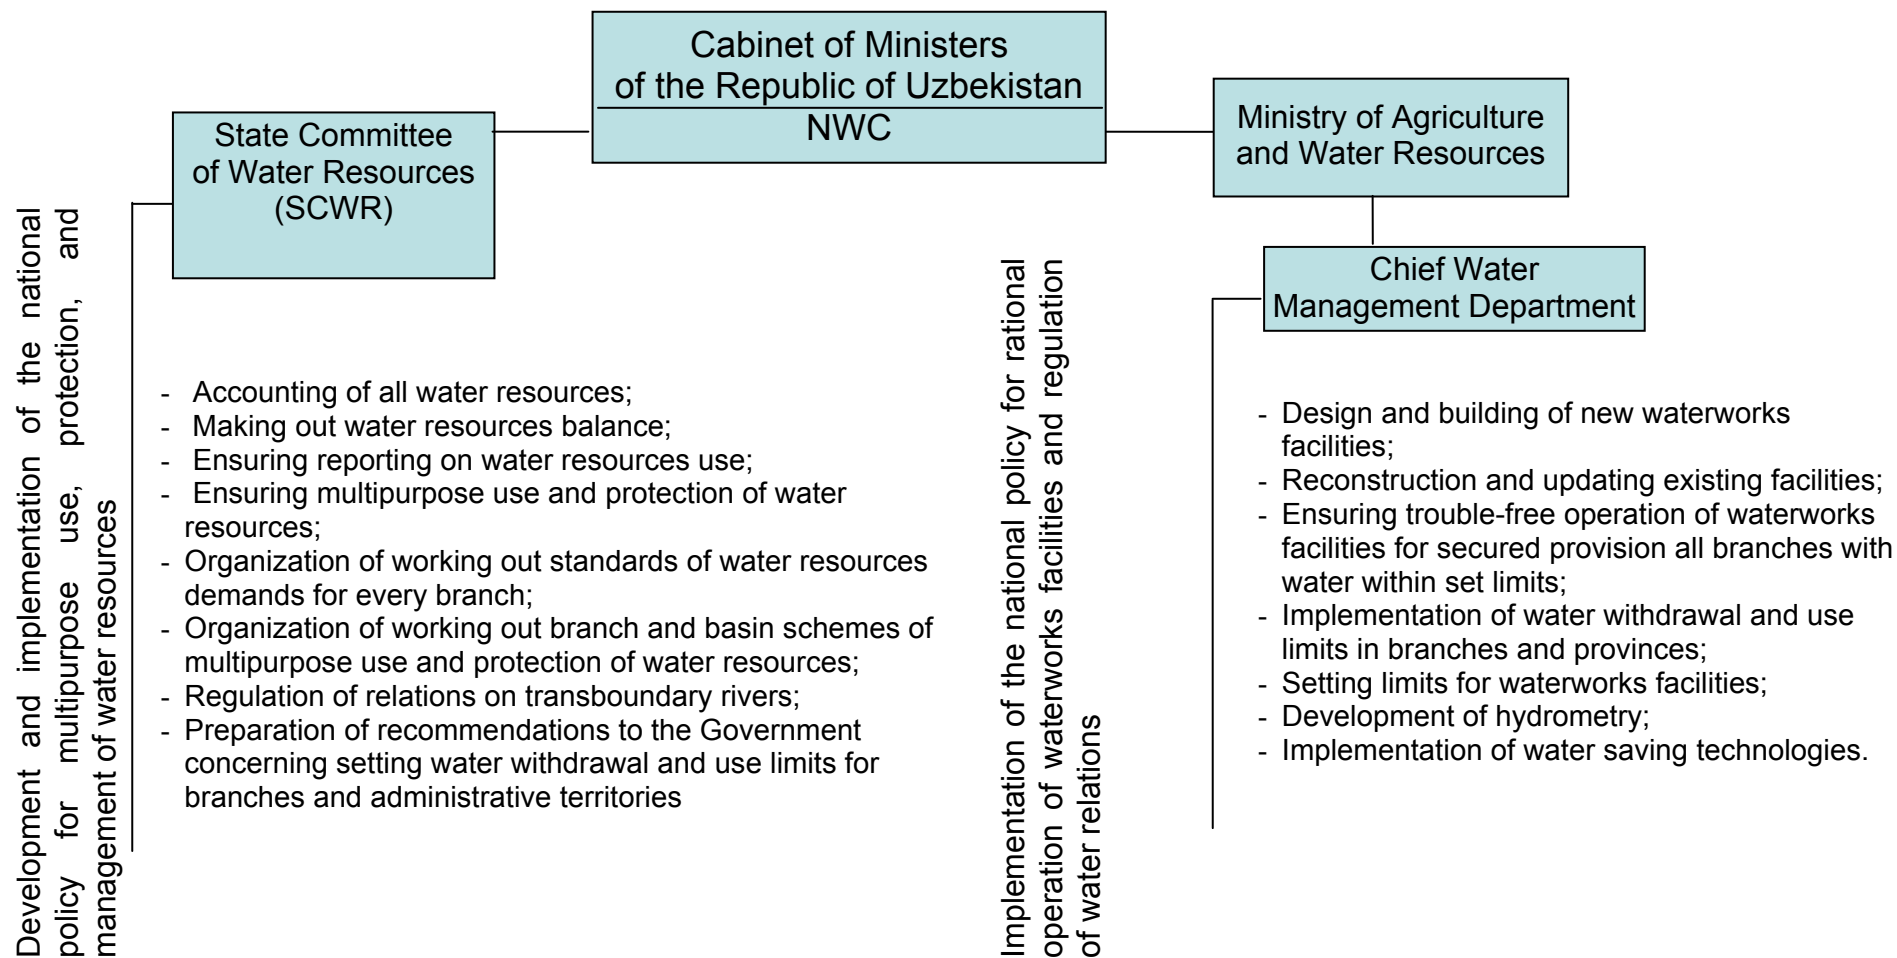 Cabinet of Ministers
of the Republic of Uzbekistan
NWC
State Committee
of Water Resources
(SCWR)
Ministry of Agriculture
and Water Resources
Chief Water
Management Department
Development and implementation of the national
policy for multipurpose use, protection, and
management of water resources
- Accounting of all water resources;
- Making out water resources balance;
- Ensuring reporting on water resources use;
- Ensuring multipurpose use and protection of water
resources;
- Organization of working out standards of water resources
demands for every branch;
- Organization of working out branch and basin schemes of
multipurpose use and protection of water resources;
- Regulation of relations on transboundary rivers;
- Preparation of recommendations to the Government
concerning setting water withdrawal and use limits for
branches and administrative territories
Implementation of the national policy for rational
operation of waterworks facilities and regulation
of water relations
- Design and building of new waterworks
facilities;
- Reconstruction and updating existing facilities;
- Ensuring trouble-free operation of waterworks
facilities for secured provision all branches with
water within set limits;
- Implementation of water withdrawal and use
limits in branches and provinces;
- Setting limits for waterworks facilities;
- Development of hydrometry;
- Implementation of water saving technologies.